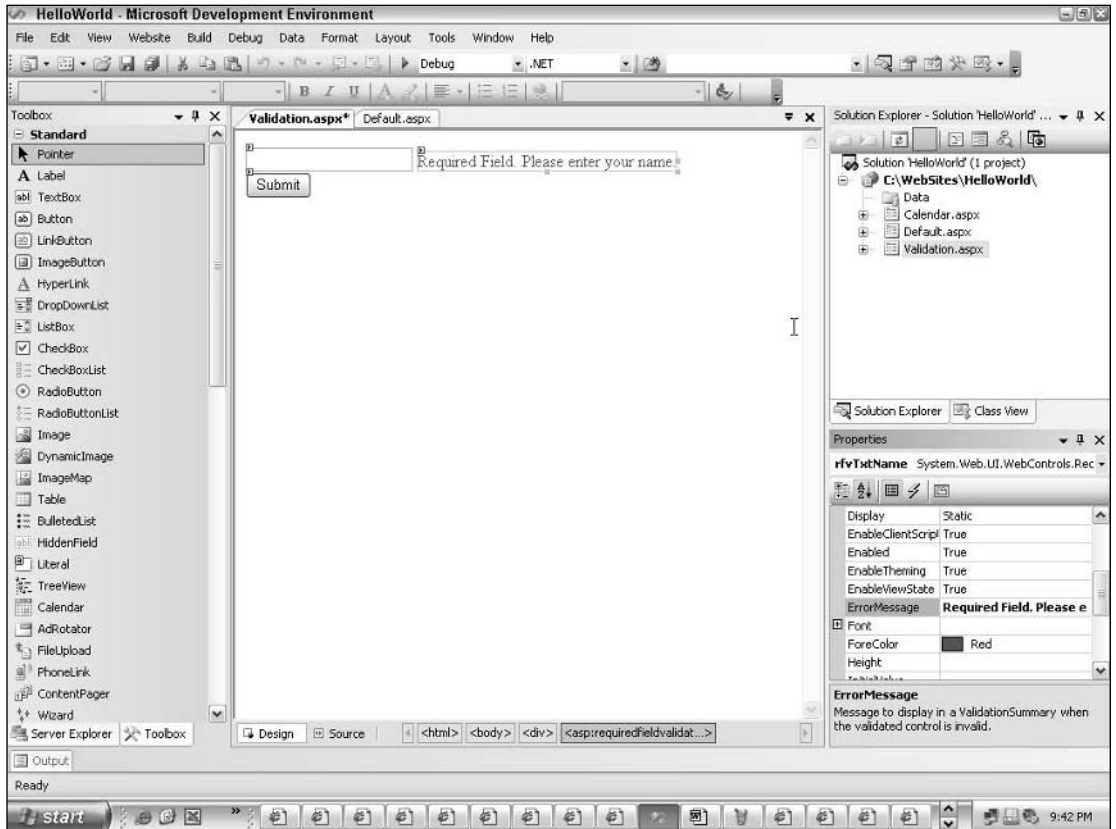 HelloWorld - Microsoft Development Environment
File Edit View Website Build Debug Data Format Layout Tools Window Help
Debug .NET
B I U A
Toolbox
Standard
Pointer
A Label
abl TextBox
ab Button
ab LinkButton
ImageButton
A HyperLink
DropDownList
ListBox
CheckBox
CheckBoxList
RadioButton
RadioButtonList
Image
DynamicImage
ImageMap
Table
BulletedList
abl HiddenField
Literal
TreeView
Calendar
AdRotator
FileUpload
PhoneLink
ContentPager
Wizard
Server Explorer Toolbox
Validation.aspx* Default.aspx
Required Field. Please enter your name.
Submit
Design Source <html> <body> <div> <asp:requiredfieldvalidat...>
Solution Explorer - Solution 'HelloWorld' ...
Solution 'HelloWorld' (1 project)
C:\WebSites\HelloWorld\
Data
Calendar.aspx
Default.aspx
Validation.aspx
Solution Explorer Class View
Properties
rfvTxtName System.Web.UI.WebControls.Rec
Display Static
EnableClientScript True
Enabled True
EnableTheming True
EnableViewState True
ErrorMessage Required Field. Please e
Font
ForeColor Red
Height
ErrorMessage
Message to display in a ValidationSummary when
the validated control is invalid.
Output
Ready
start 9:42 PM